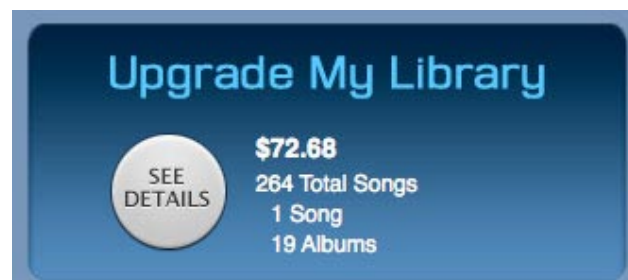 Upgrade My Library
SEE
DETAILS
$72.68
264 Total Songs
1 Song
19 Albums